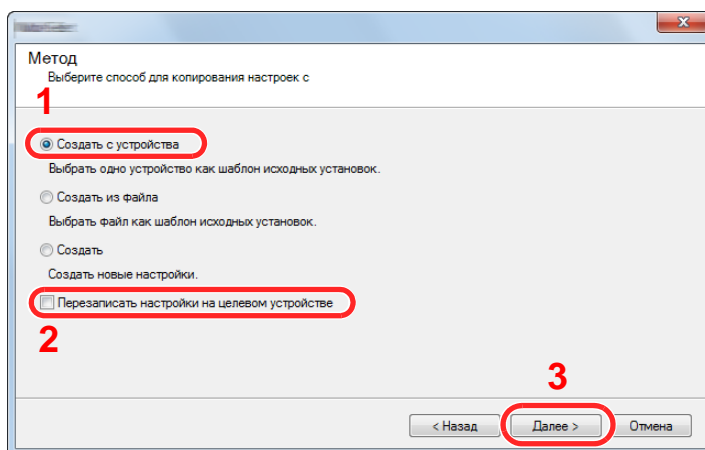 Метод
Выберите способ для копирования настроек с
1
Создать с устройства
Выбрать одно устройство как шаблон исходных установок.
Создать из файла
Выбрать файл как шаблон исходных установок.
Создать
Создать новые настройки.
Перезаписать настройки на целевом устройстве
2
3
< Назад Далее > Отмена